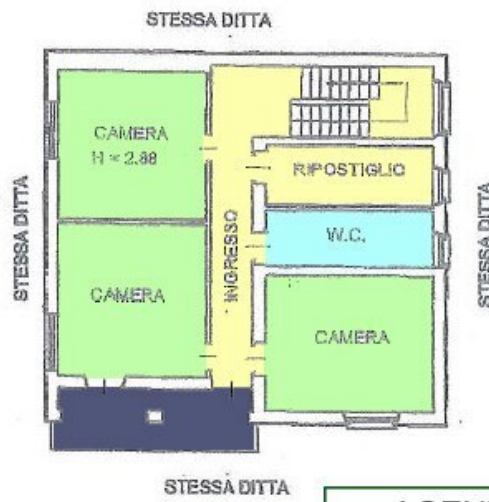 STESSA DITTA
CAMERA
H = 2.88
RIPOSTIGLIO
STESSA DITTA
INGRESSO
W.C.
STESSA DITTA
CAMERA
CAMERA
STESSA DITTA